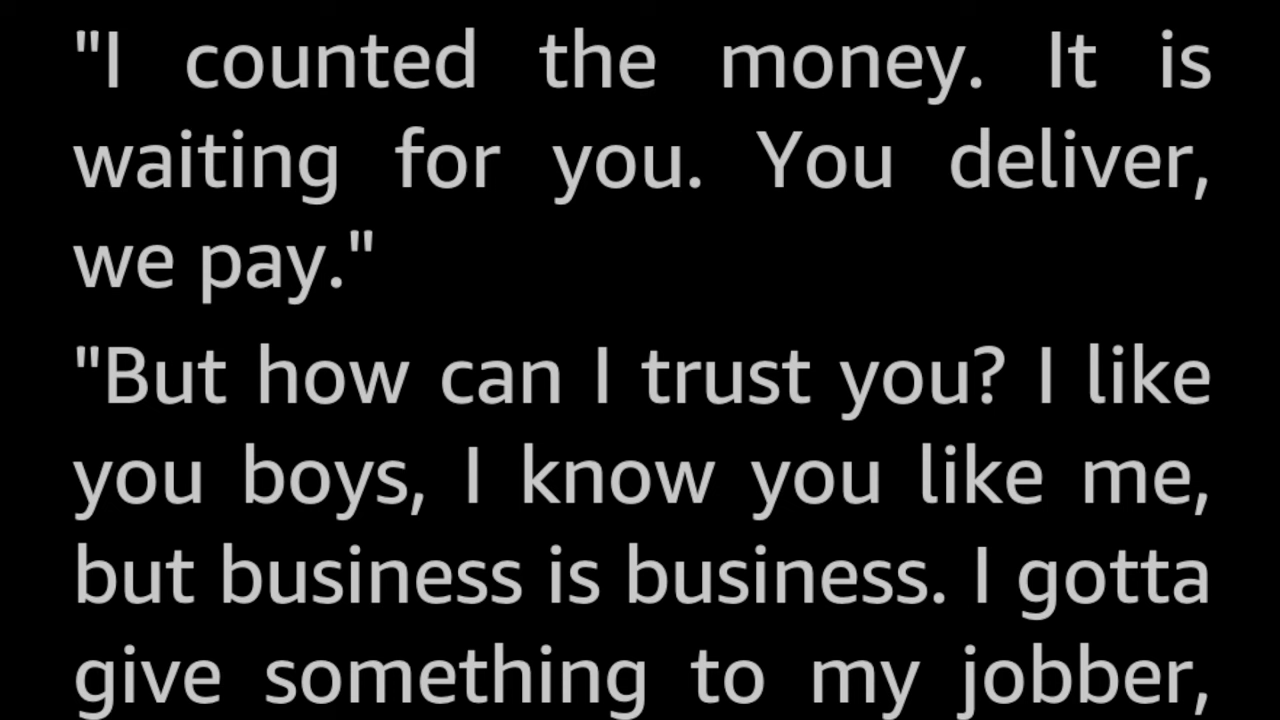 "I counted the money. It is
waiting for you. You deliver,
we pay."
"But how can I trust you? I like
you boys, I know you like me,
but business is business. I gotta
give something to my jobber,